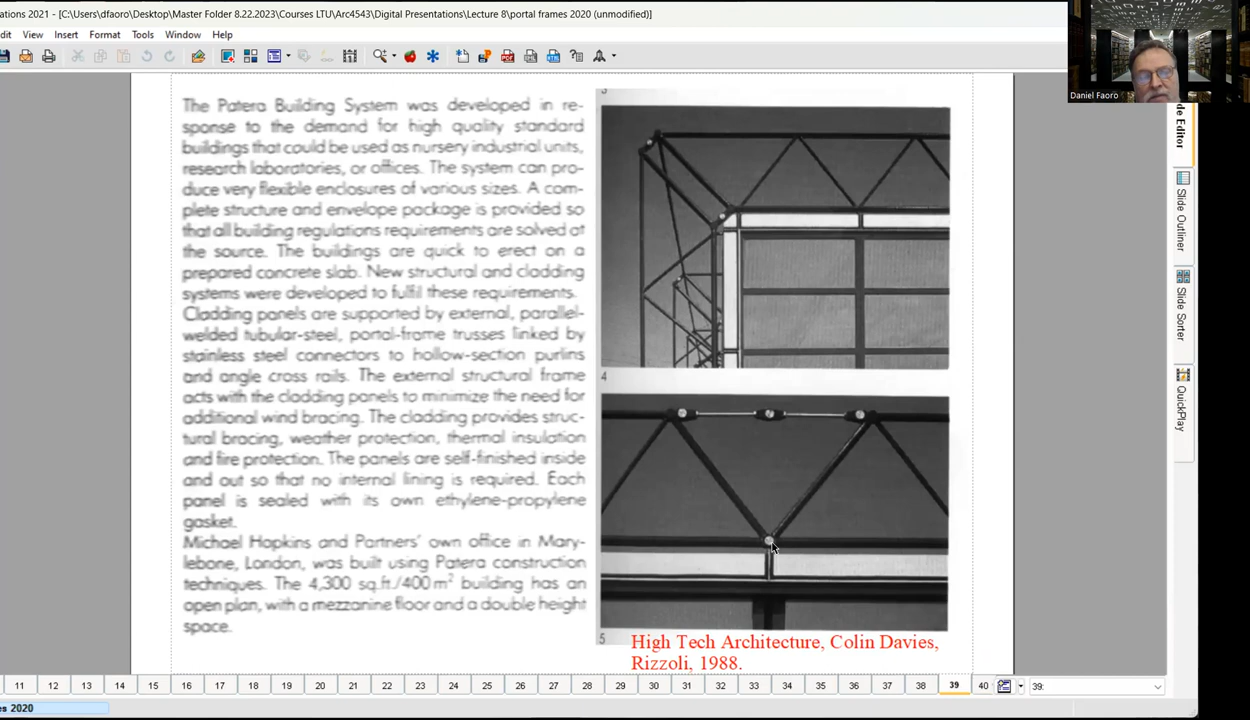 ations 2021 - [C:\Users\dfaoro\Desktop\Master Folder 8.22.2023\Courses LTU\Arc4543\Digital Presentations\Lecture 8\portal frames 2020 (unmodified)]
dit View Insert Format Tools Window Help
Daniel Faoro
The Patera Building System was developed in re-
sponse to the demand for high quality standard
buildings that could be used as nursery industrial units,
research laboratories, or offices. The system can pro-
duce very flexible enclosures of various sizes. A com-
plete structure and envelope package is provided so
that all building regulations requirements are solved at
the source. The buildings are quick to erect on a
prepared concrete slab. New structural and cladding
systems were developed to fulfil these requirements.
Cladding panels are supported by external, parallel-
welded tubular-steel, portal-frame trusses linked by
stainless steel connectors to hollow-section purlins
and angle cross rails. The external structural frame
acts with the cladding panels to minimize the need for
additional wind bracing. The cladding provides struc-
tural bracing, weather protection, thermal insulation
and fire protection. The panels are self-finished inside
and out so that no internal lining is required. Each
panel is sealed with its own ethylene-propylene
gasket.
Michael Hopkins and Partners' own office in Mary-
lebone, London, was built using Patera construction
techniques. The 4,300 sq.ft./400m² building has an
open plan, with a mezzanine floor and a double height
space.
4
5
High Tech Architecture, Colin Davies,
Rizzoli, 1988.
de Editor
Slide Outliner
Slide Sorter
QuickPlay
11 12 13 14 15 16 17 18 19 20 21 22 23 24 25 26 27 28 29 30 31 32 33 34 35 36 37 38 39 40 39:
es 2020